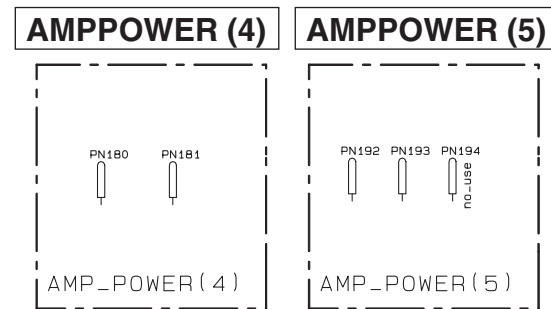 AMPPOWER (4)
PN180 PN181
AMP_POWER(4)
AMPPOWER (5)
PN192 PN193 PN194
no_use
AMP_POWER(5)